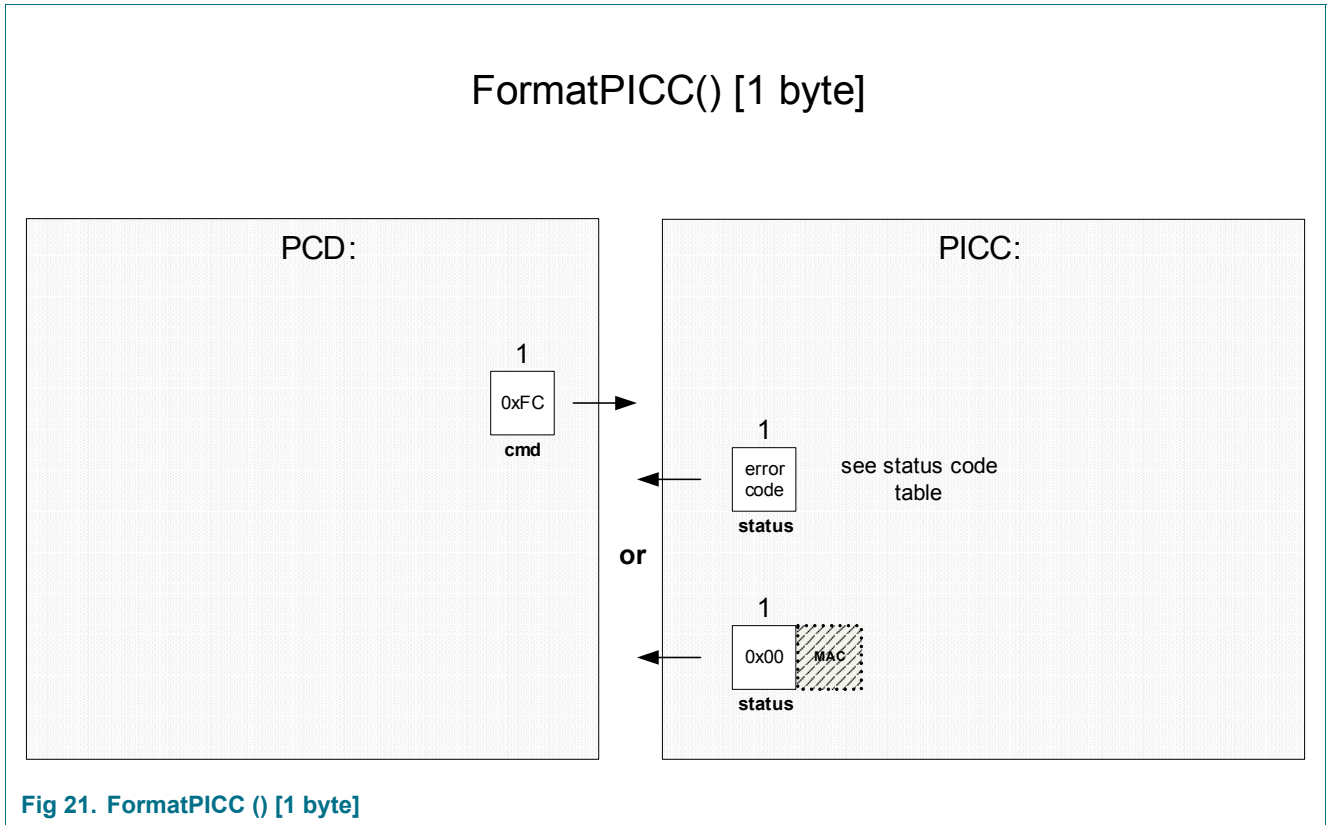 FormatPICC() [1 byte]
PCD:
PICC:
1
0xFC
cmd
1
error
code
status
see status code
table
or
1
0x00
MAC
status
Fig 21. FormatPICC () [1 byte]